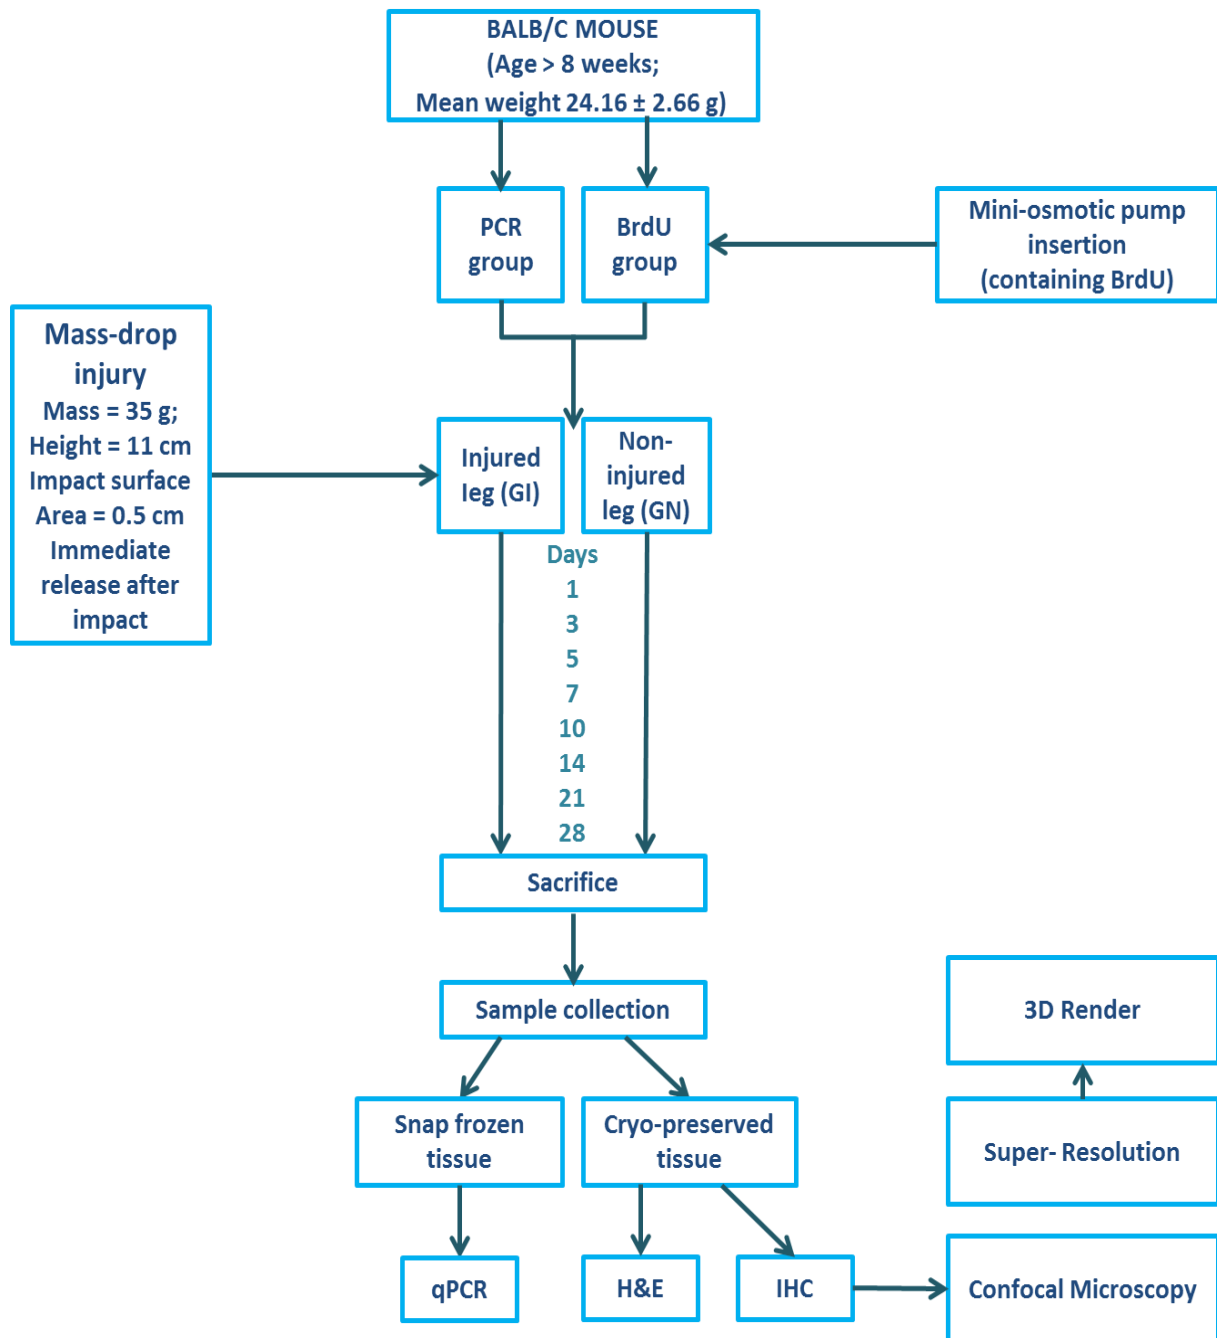 BALB/C MOUSE
(Age > 8 weeks;
Mean weight 24.16 ± 2.66 g)
PCR
group
BrdU
group
Mini-osmotic pump
insertion
(containing BrdU)
Mass-drop
injury
Mass = 35 g;
Height = 11 cm
Impact surface
Area = 0.5 cm
Immediate
release after
impact
Injured
leg (GI)
Non-
injured
leg (GN)
Days
1
3
5
7
10
14
21
28
Sacrifice
Sample collection
Snap frozen
tissue
Cryo-preserved
tissue
3D Render
Super- Resolution
qPCR
H&E
IHC
Confocal Microscopy